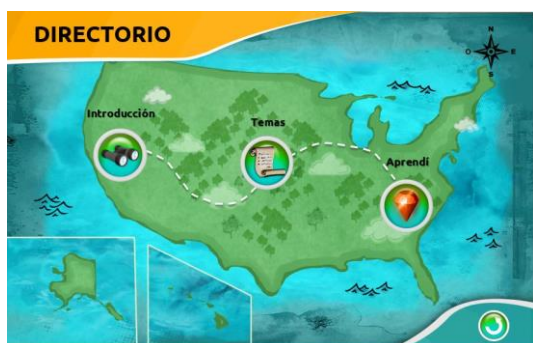 DIRECTORIO
N
O E
S
Introducción
Temas
Aprendí